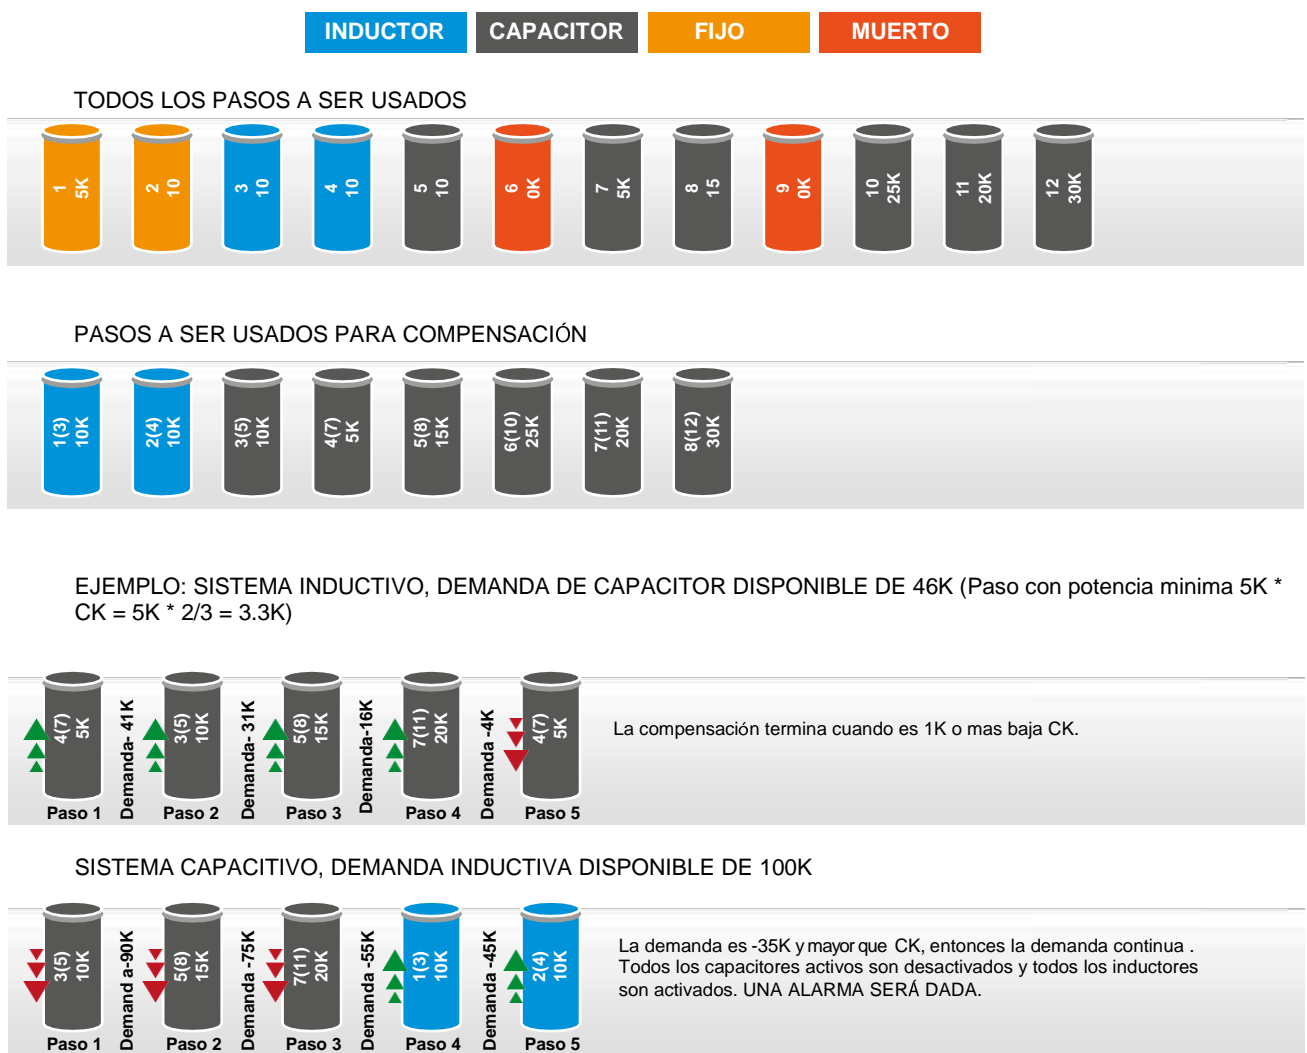 INDUCTOR CAPACITOR FIJO MUERTO
TODOS LOS PASOS A SER USADOS
1 5K
2 10
3 10
4 10
5 10
6 0K
7 5K
8 15
9 0K
10 25K
11 20K
12 30K
PASOS A SER USADOS PARA COMPENSACIÓN
1(3) 10K
2(4) 10K
3(5) 10K
4(7) 5K
5(8) 15K
6(10) 25K
7(11) 20K
8(12) 30K
EJEMPLO: SISTEMA INDUCTIVO, DEMANDA DE CAPACITOR DISPONIBLE DE 46K (Paso con potencia minima 5K *
CK = 5K * 2/3 = 3.3K)
4(7) 5K
Demanda- 41K
3(5) 10K
Demanda- 31K
5(8) 15K
Demanda-16K
7(11) 20K
Demanda -4K
4(7) 5K
La compensación termina cuando es 1K o mas baja CK.
Paso 1 Paso 2 Paso 3 Paso 4 Paso 5
SISTEMA CAPACITIVO, DEMANDA INDUCTIVA DISPONIBLE DE 100K
3(5) 10K
Demand a-90K
5(8) 15K
Demanda -75K
7(11) 20K
Demanda -55K
1(3) 10K
Demanda -45K
2(4) 10K
La demanda es -35K y mayor que CK, entonces la demanda continua .
Todos los capacitores activos son desactivados y todos los inductores
son activados. UNA ALARMA SERÁ DADA.
Paso 1 Paso 2 Paso 3 Paso 4 Paso 5